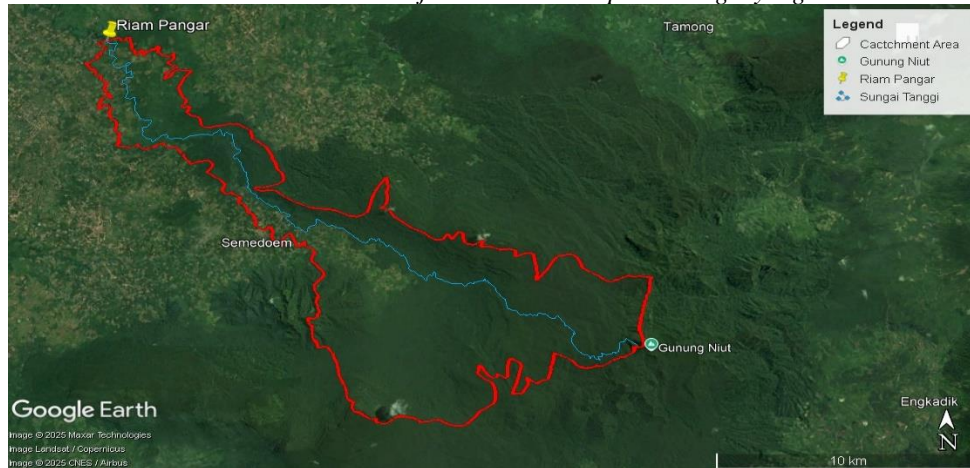 Riam Pangar
Tamong
Legend
Cactchment Area
Gunung Niut
Riam Pangar
Sungai Tanggi
Semedoem
Gunung Niut
Engkadik
N
Google Earth
Image © 2025 Maxar Technologies
Image Landsat / Copernicus
Image © 2025 CNES / Airbus
10 km